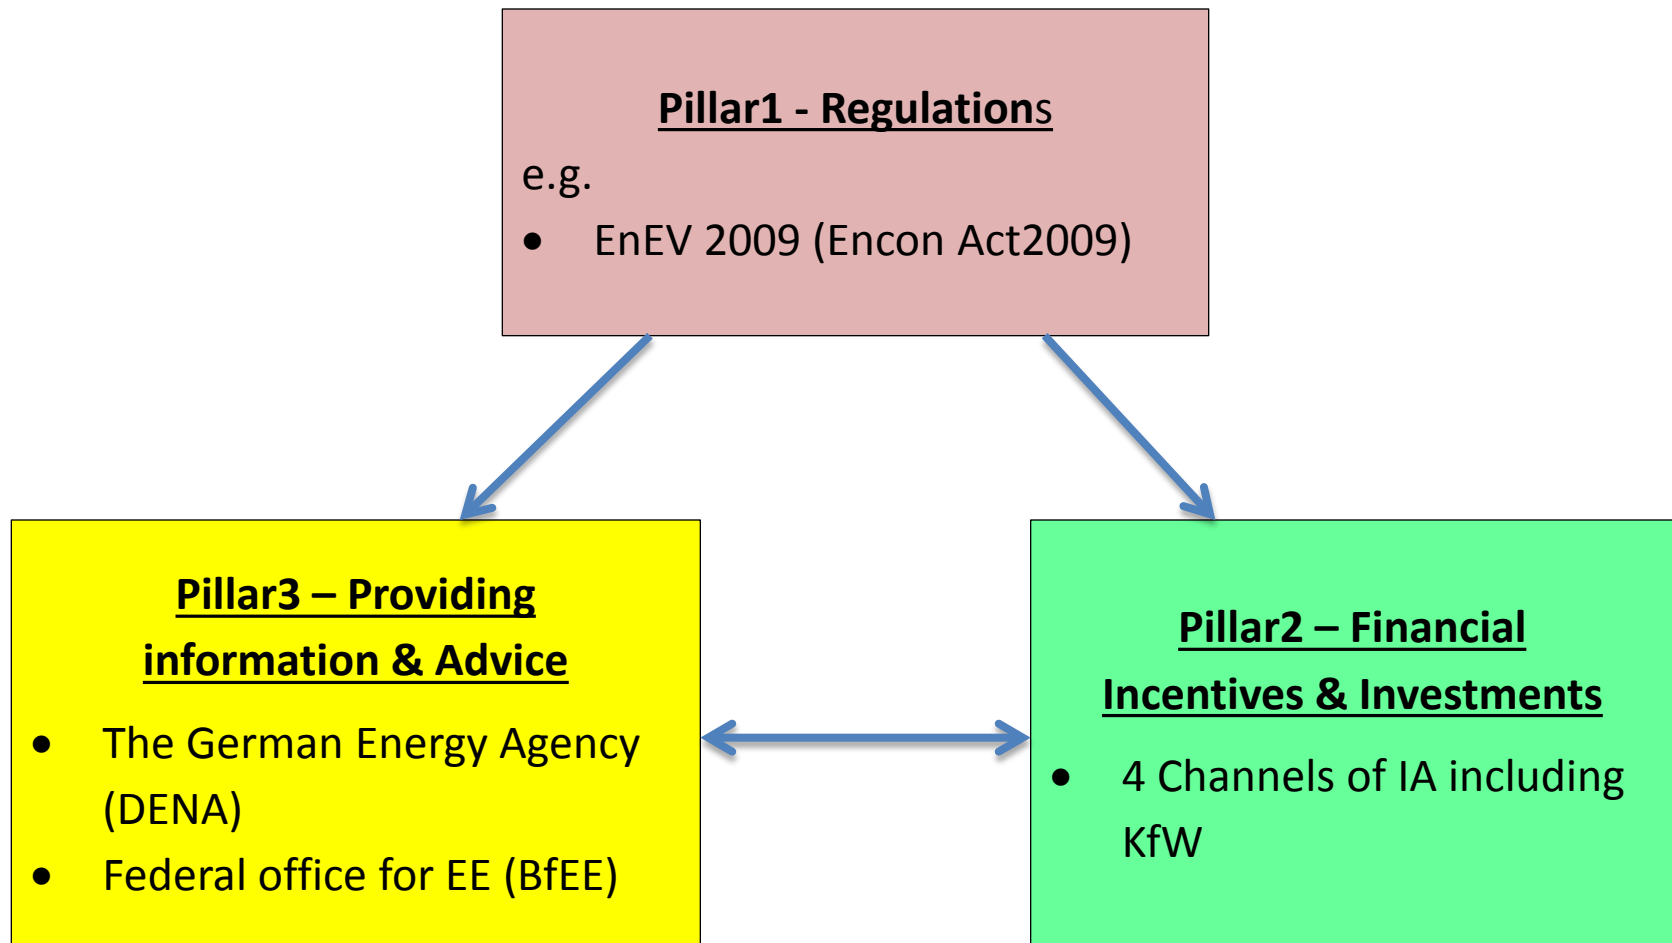 Pillar1 - Regulations
e.g.
• EnEV 2009 (Encon Act2009)
Pillar3 – Providing
information & Advice
• The German Energy Agency
(DENA)
• Federal office for EE (BfEE)
Pillar2 – Financial
Incentives & Investments
• 4 Channels of IA including
KfW